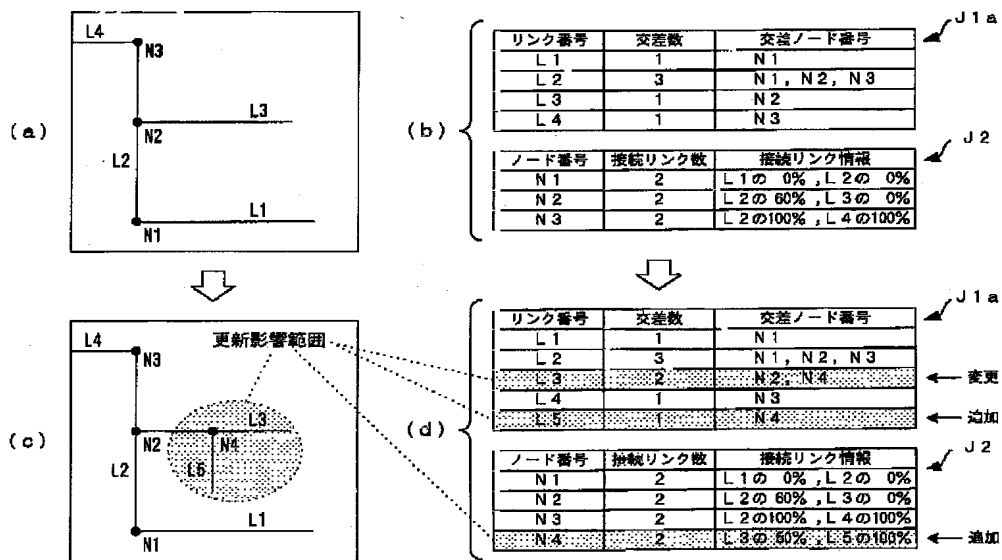 (a)
L4
N3
L3
N2
L2
L1
N1
(b)
J1a
リンク番号 交差数 交差ノード番号
L1 1 N1
L2 3 N1, N2, N3
L3 1 N2
L4 1 N3
J2
ノード番号 接続リンク数 接続リンク情報
N1 2 L1の 0%, L2の 0%
N2 2 L2の 60%, L3の 0%
N3 2 L2の100%, L4の100%
(c)
更新影響範囲
L4
N3
L3
N2
N4
L2
L5
L1
N1
(d)
J1a
リンク番号 交差数 交差ノード番号
L1 1 N1
L2 3 N1, N2, N3
L3 2 N2, N4 変更
L4 1 N3
L5 1 N4 追加
J2
ノード番号 接続リンク数 接続リンク情報
N1 2 L1の 0%, L2の 0%
N2 2 L2の 60%, L3の 0%
N3 2 L2の100%, L4の100%
N4 2 L3の 50%, L5の100% 追加